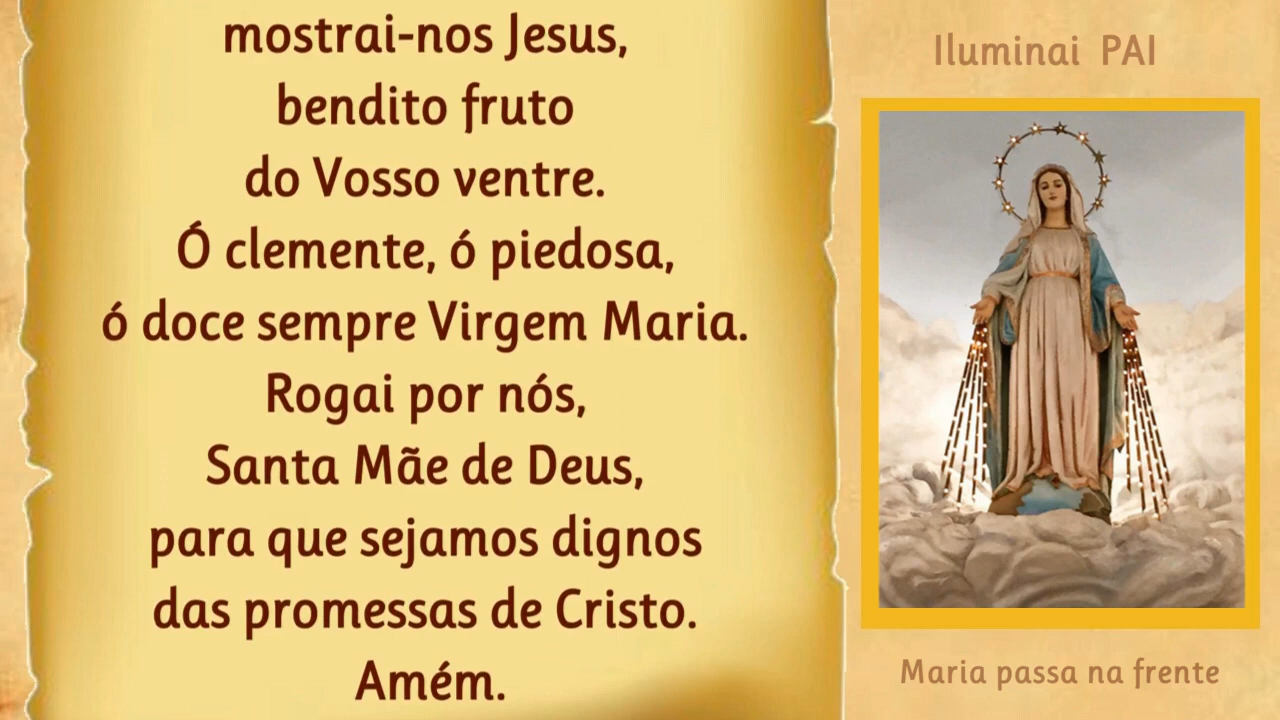 mostrai-nos Jesus,
bendito fruto
do Vosso ventre.
Ó clemente, ó piedosa,
ó doce sempre Virgem Maria.
Rogai por nós,
Santa Mãe de Deus,
para que sejamos dignos
das promessas de Cristo.
Amém.
Iluminai PAI
Maria passa na frente